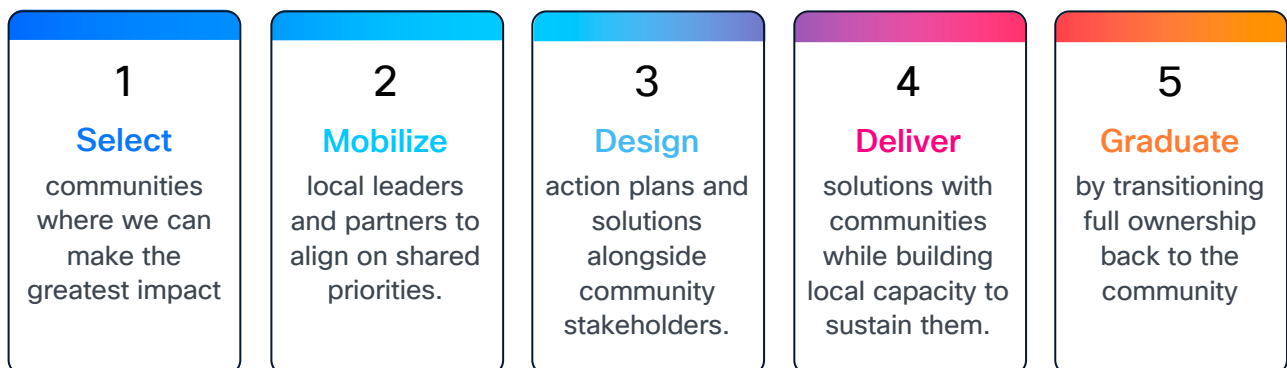 1
Select
communities
where we can
make the
greatest impact
2
Mobilize
local leaders
and partners to
align on shared
priorities.
3
Design
action plans and
solutions
alongside
community
stakeholders.
4
Deliver
solutions with
communities
while building
local capacity to
sustain them.
5
Graduate
by transitioning
full ownership
back to the
community